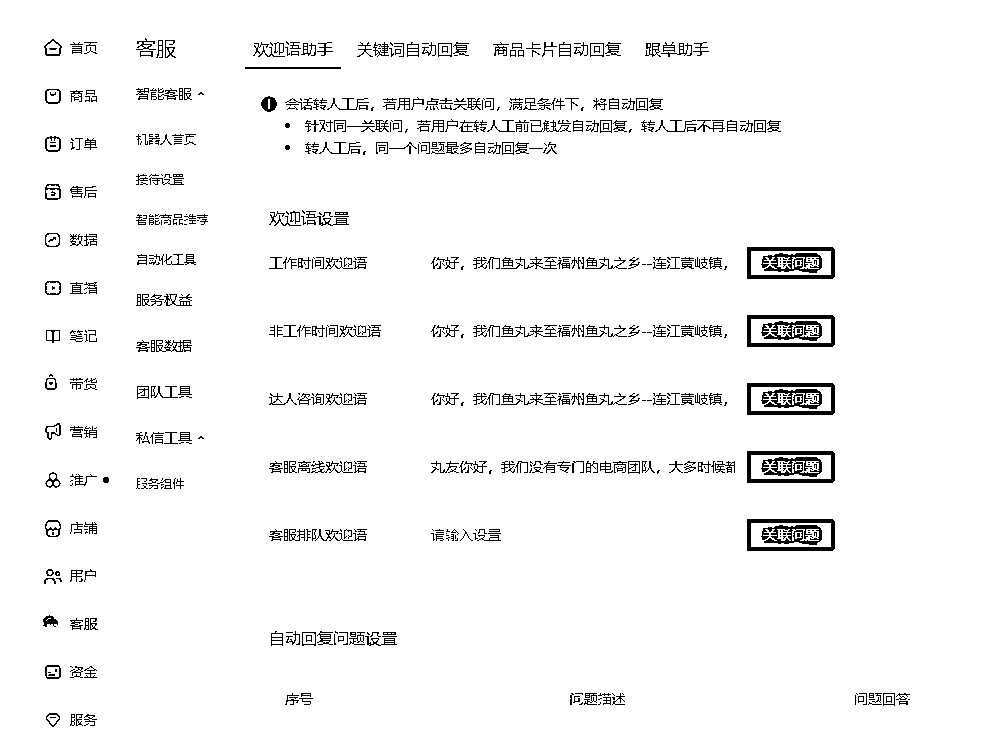 首页
商品
订单
售后
数据
直播
笔记
带货
营销
推广
店铺
用户
客服
资金
服务
客服
智能客服
机器人首页
接待设置
智能商品推荐
自动化工具
服务权益
客服数据
团队工具
私信工具
服务组件
欢迎语助手 关键词自动回复 商品卡片自动回复 跟单助手
会话转人工后，若用户点击关联问，满足条件下，将自动回复
• 针对同一关联问，若用户在转人工前已触发自动回复，转人工后不再自动回复
• 转人工后，同一个问题最多自动回复一次
欢迎语设置
工作时间欢迎语 你好，我们鱼丸来至福州鱼丸之乡--连江黄岐镇， 关联问题
非工作时间欢迎语 你好，我们鱼丸来至福州鱼丸之乡--连江黄岐镇， 关联问题
达人咨询欢迎语 你好，我们鱼丸来至福州鱼丸之乡--连江黄岐镇， 关联问题
客服离线欢迎语 丸友你好，我们没有专门的电商团队，大多时候都 关联问题
客服排队欢迎语 请输入设置 关联问题
自动回复问题设置
序号 问题描述 问题回答